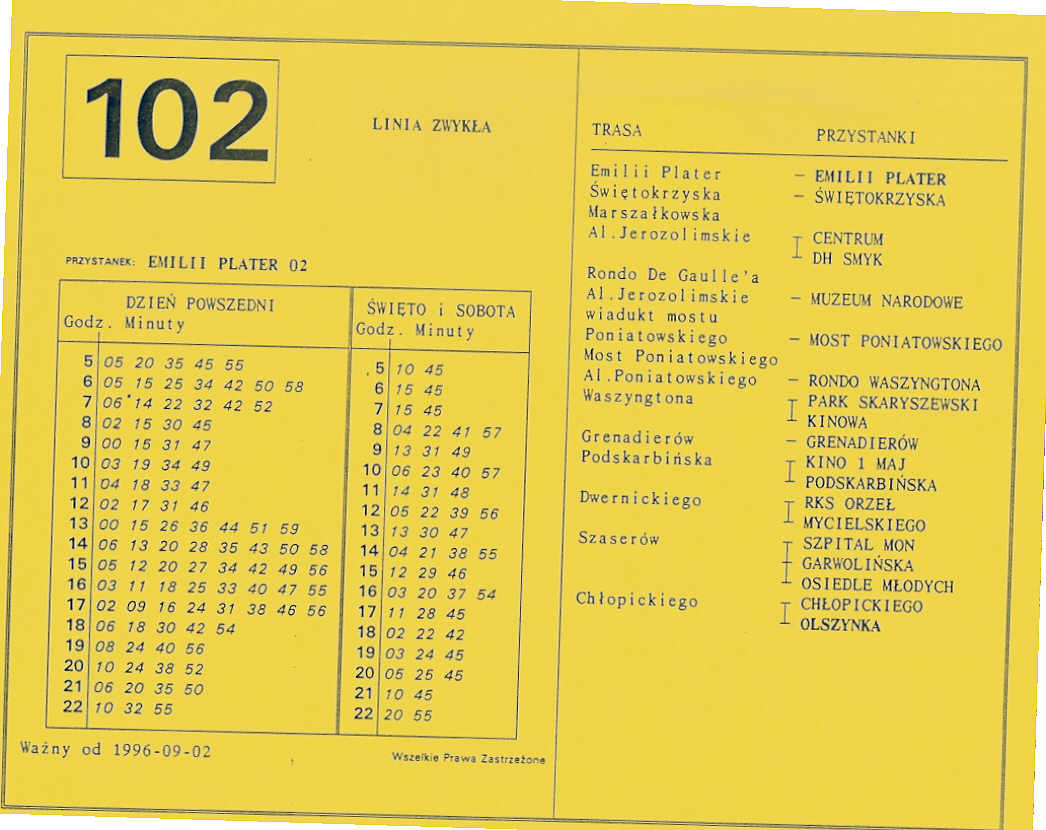 102
LINIA ZWYKŁA
PRZYSTANEK: EMILII PLATER 02
DZIEŃ POWSZEDNI
Godz. Minuty
5 05 20 35 45 55
6 05 15 25 34 42 50 58
7 06 14 22 32 42 52
8 02 15 30 45
9 00 15 31 47
10 03 19 34 49
11 04 18 33 47
12 02 17 31 46
13 00 15 26 36 44 51 59
14 06 13 20 28 35 43 50 58
15 05 12 20 27 34 42 49 56
16 03 11 18 25 33 40 47 55
17 02 09 16 24 31 38 46 56
18 06 18 30 42 54
19 08 24 40 56
20 10 24 38 52
21 06 20 35 50
22 10 32 55
ŚWIĘTO i SOBOTA
Godz. Minuty
5 10 45
6 15 45
7 15 45
8 04 22 41 57
9 13 31 49
10 06 23 40 57
11 14 31 48
12 05 22 39 56
13 13 30 47
14 04 21 38 55
15 12 29 46
16 03 20 37 54
17 11 28 45
18 02 22 42
19 03 24 45
20 05 25 45
21 10 45
22 20 55
Ważny od 1996-09-02
Wszelkie Prawa Zastrzeżone
TRASA PRZYSTANKI
Emilii Plater – EMILII PLATER
Świętokrzyska – ŚWIĘTOKRZYSKA
Marszałkowska
Al.Jerozolimskie CENTRUM
DH SMYK
Rondo De Gaulle'a
Al.Jerozolimskie – MUZEUM NARODOWE
wiadukt mostu
Poniatowskiego – MOST PONIATOWSKIEGO
Most Poniatowskiego
Al.Poniatowskiego – RONDO WASZYNGTONA
Waszyngtona PARK SKARYSZEWSKI
KINOWA
Grenadierów – GRENADIERÓW
Podskarbińska KINO 1 MAJ
PODSKARBIŃSKA
Dwernickiego RKS ORZEŁ
MYCIELSKIEGO
Szaserów SZPITAL MON
GARWOLIŃSKA
OSIEDLE MŁODYCH
Chłopickiego CHŁOPICKIEGO
OLSZYNKA